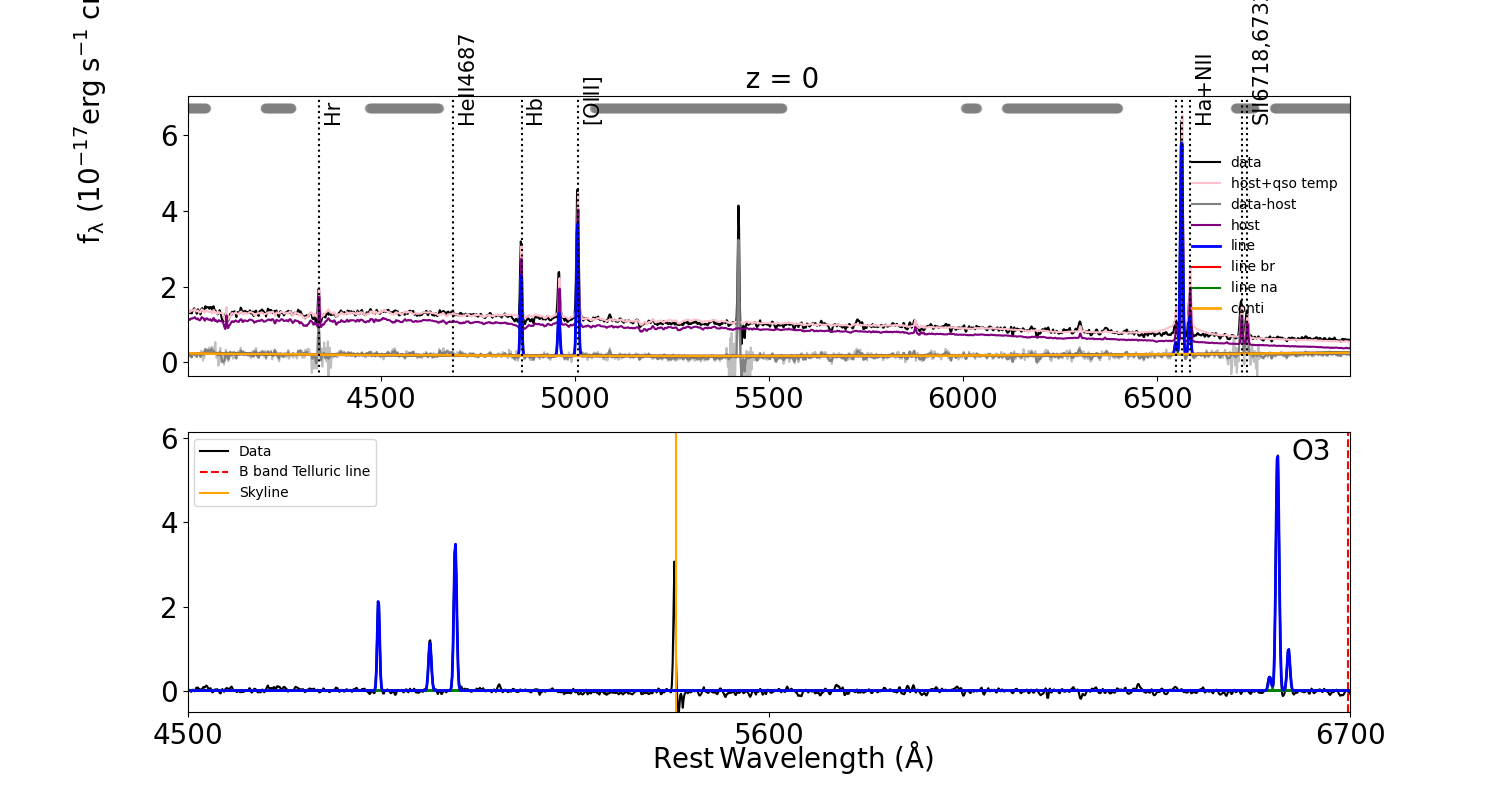 z = 0
f_λ (10^−17 erg s^−1 c
Hr
HeII4687
Hb
[OIII]
Ha+NII
SII6718,673
6
4
2
0
data
host+qso temp
data-host
host
line
line br
line na
conti
4500
5000
5500
6000
6500
6
4
2
0
Data
B band Telluric line
Skyline
O3
4500
5600
6700
Rest Wavelength (Å)